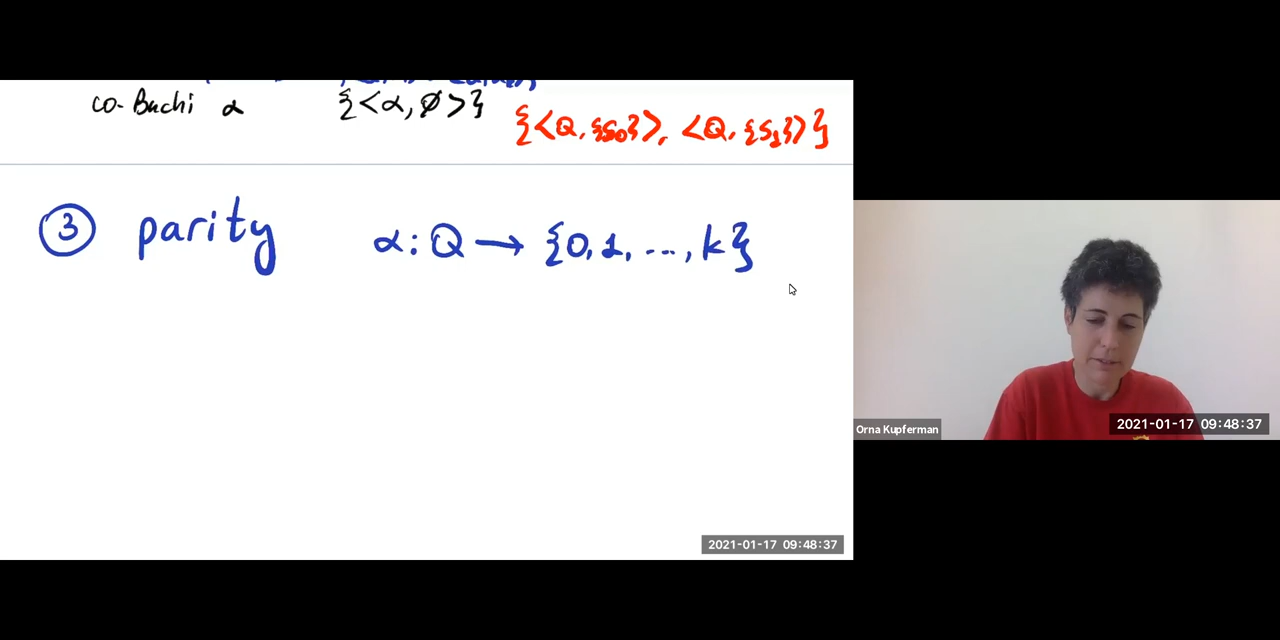 co-Buchi α {<α, ∅>}
{<Q, {s0}>, <Q, {s1}>}
③ parity α: Q → {0, 1, ..., k}
Orna Kupferman
2021-01-17 09:48:37
2021-01-17 09:48:37